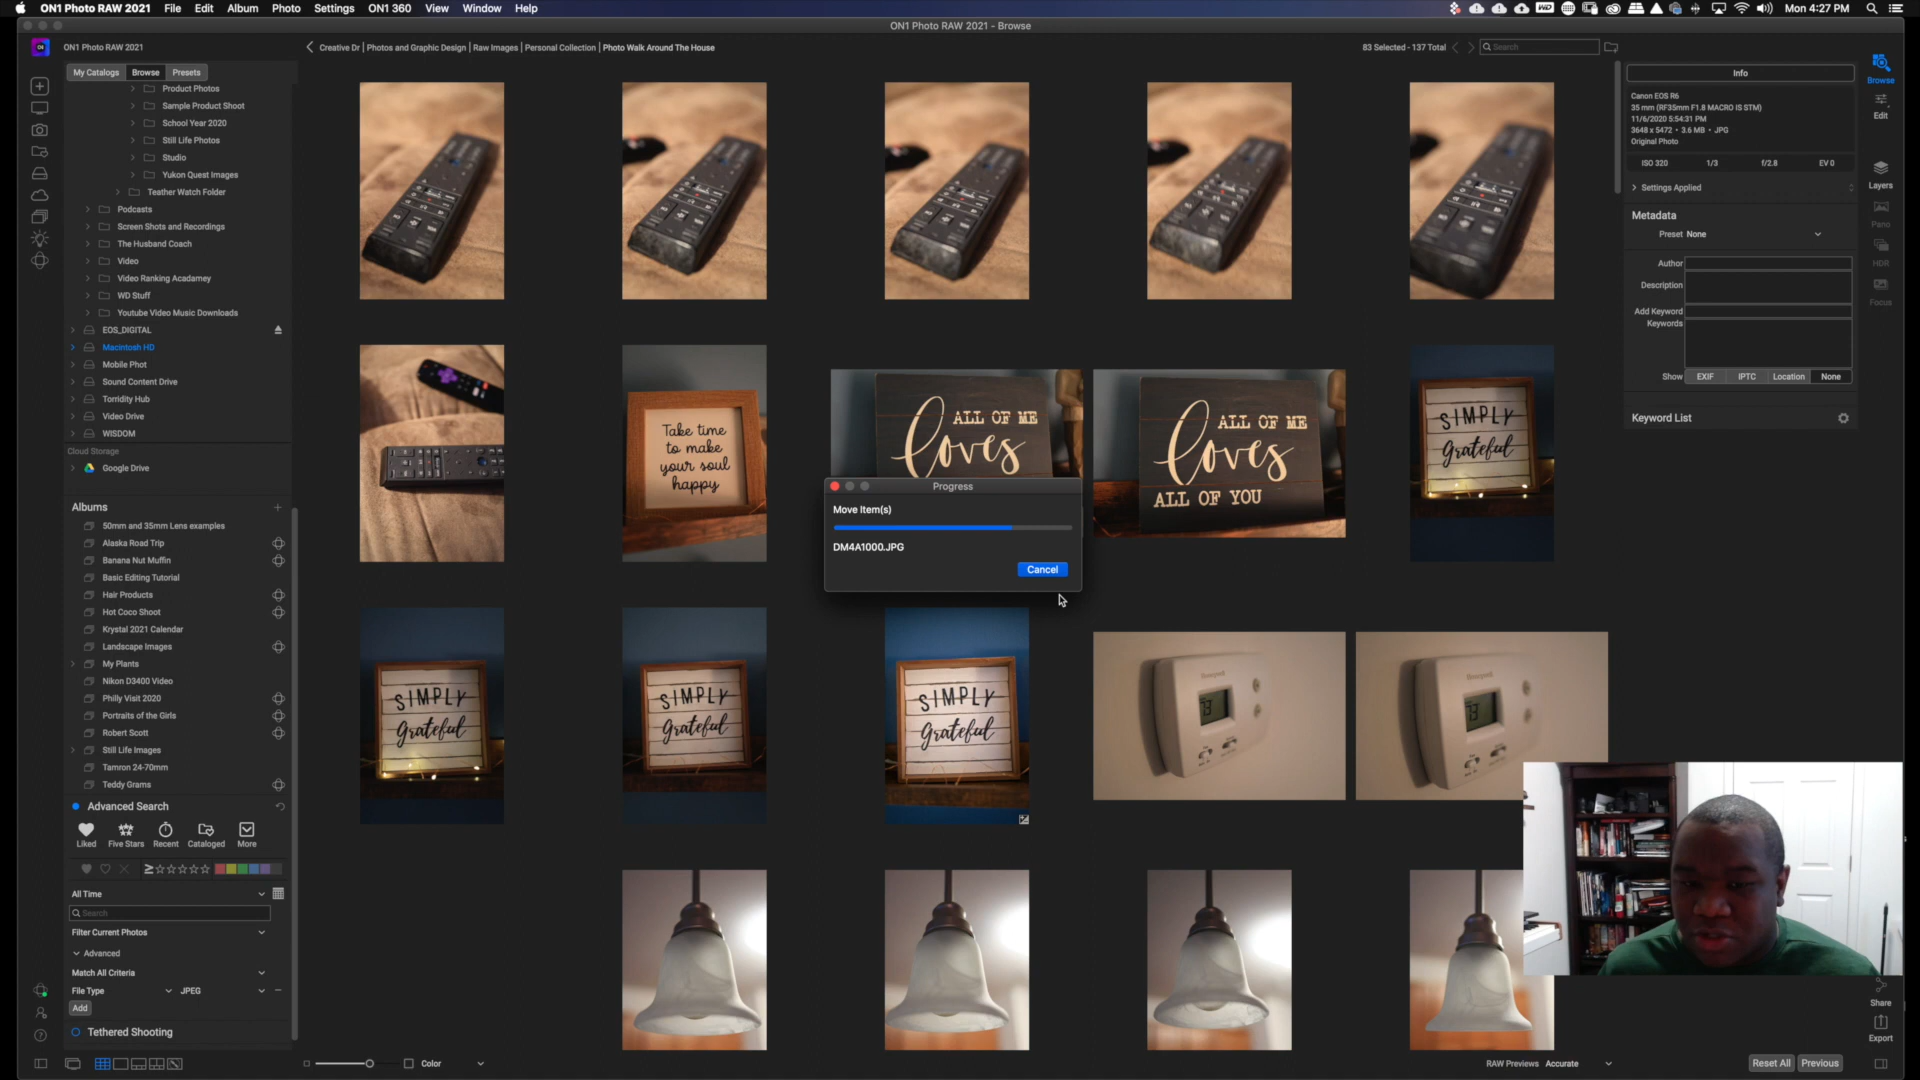 ON1 Photo RAW 2021 File Edit Album Photo Settings ON1 360 View Window Help
Mon 4:27 PM
ON1 Photo RAW 2021 - Browse
ON1 Photo RAW 2021
Creative Dr | Photos and Graphic Design | Raw Images | Personal Collection | Photo Walk Around The House
83 Selected - 137 Total
Search
My Catalogs Browse Presets
Product Photos
Sample Product Shoot
School Year 2020
Still Life Photos
Studio
Yukon Quest Images
Teather Watch Folder
Podcasts
Screen Shots and Recordings
The Husband Coach
Video
Video Ranking Acadamey
WD Stuff
Youtube Video Music Downloads
EOS_DIGITAL
Macintosh HD
Mobile Phot
Sound Content Drive
Torridity Hub
Video Drive
WISDOM
Cloud Storage
Google Drive
Albums
50mm and 35mm Lens examples
Alaska Road Trip
Banana Nut Muffin
Basic Editing Tutorial
Hair Products
Hot Coco Shoot
Krystal 2021 Calendar
Landscape Images
My Plants
Nikon D3400 Video
Philly Visit 2020
Portraits of the Girls
Robert Scott
Still Life Images
Tamron 24-70mm
Teddy Grams
Advanced Search
Liked Five Stars Recent Cataloged More
All Time
Search
Filter Current Photos
Advanced
Match All Criteria
File Type JPEG
Add
Tethered Shooting
Take time
to make
your soul
happy
ALL OF ME
loves
ALL OF ME
loves
ALL OF YOU
SIMPLY
grateful
Progress
Move Item(s)
DM4A1000.JPG
Cancel
SIMPLY
grateful
SIMPLY
grateful
SIMPLY
grateful
Honeywell
73
Honeywell
73
Color
RAW Previews Accurate
Info
Canon EOS R6
35 mm (RF35mm F1.8 MACRO IS STM)
11/6/2020 5:54:31 PM
3648 x 5472 • 3.6 MB • JPG
Original Photo
ISO 320 1/3 f/2.8 EV 0
Settings Applied
Metadata
Preset None
Author
Description
Add Keyword
Keywords
Show EXIF IPTC Location None
Keyword List
Browse
Edit
Layers
Pano
HDR
Focus
Share
Export
Reset All Previous